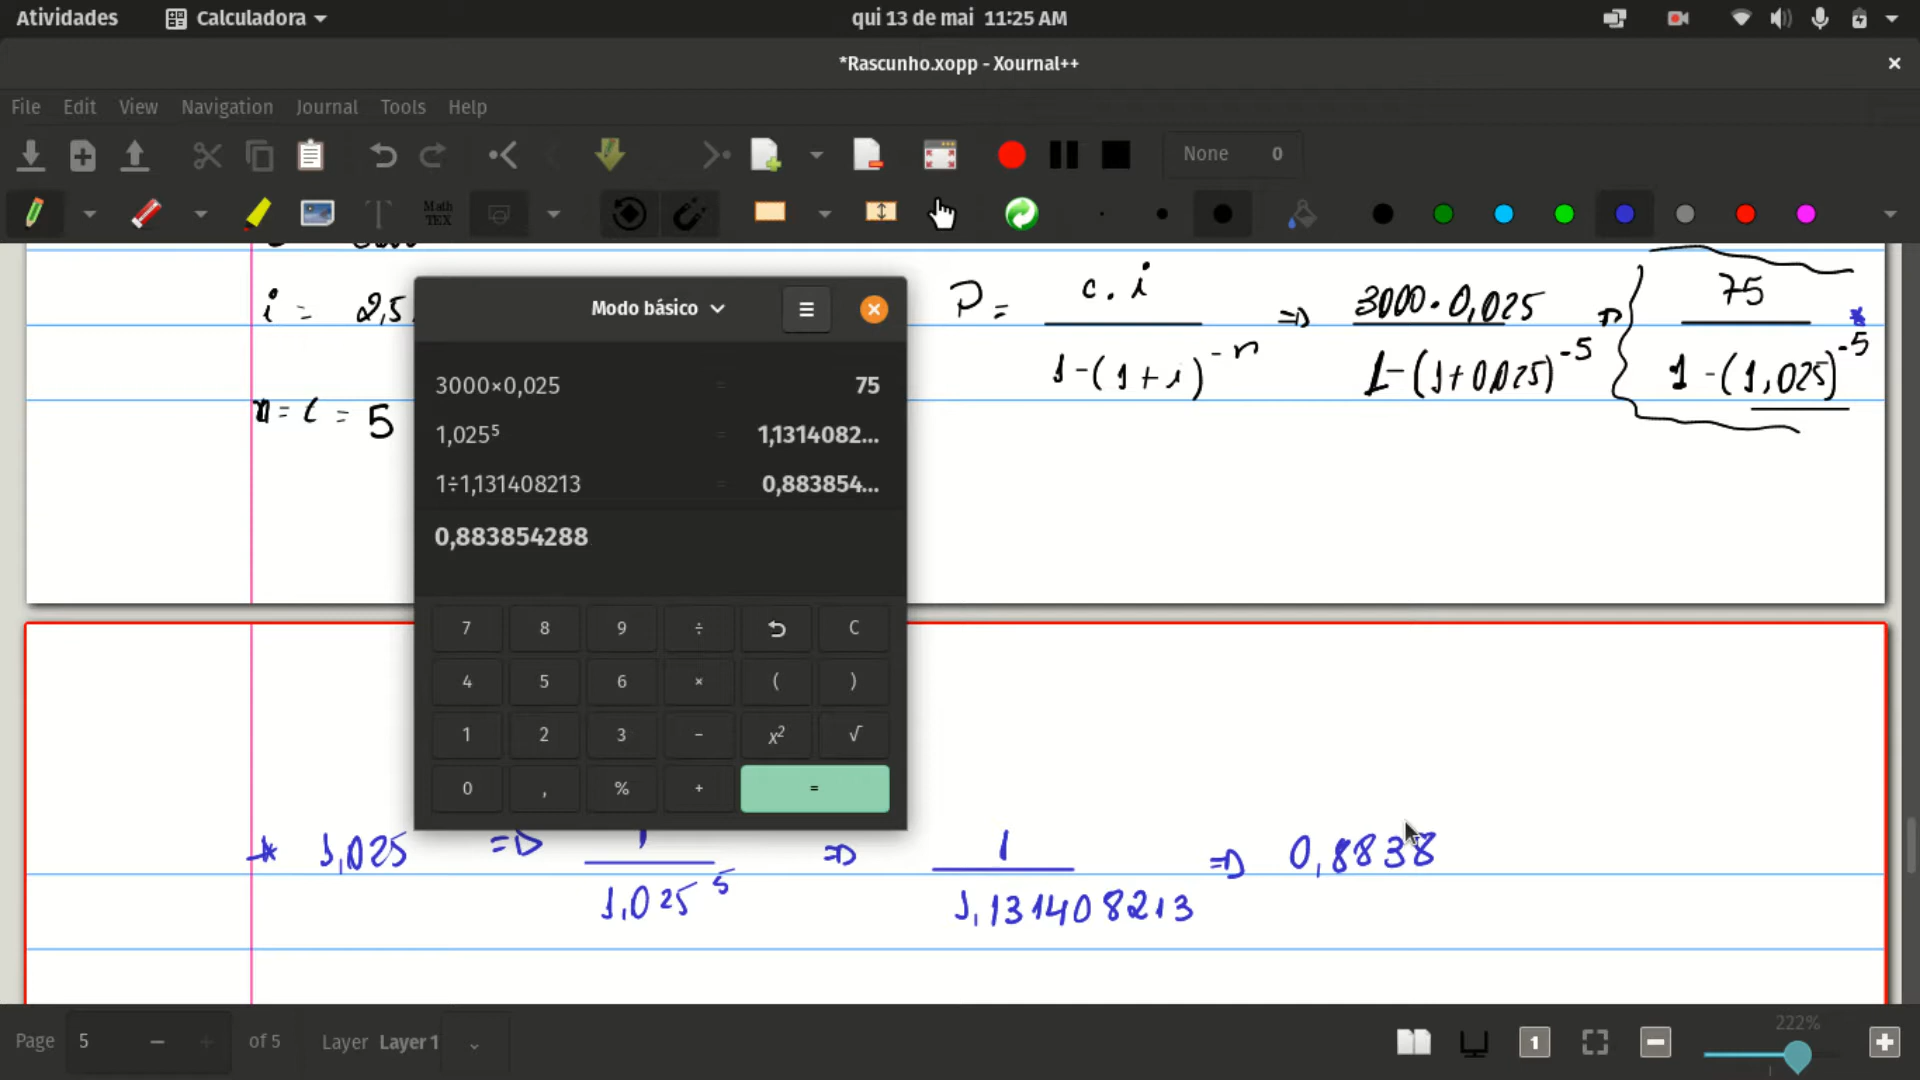 Atividades Calculadora qui 13 de mai 11:25 AM
*Rascunho.xopp - Xournal++
File Edit View Navigation Journal Tools Help
None 0
Math TEX
i = 2,5
n = t = 5
P = c . i / 1 - (1 + i)^-n => 3000 . 0,025 / 1 - (1 + 0,025)^-5 => 75 / 1 - (1,025)^-5 *
Modo básico
3000×0,025 = 75
1,025⁵ = 1,1314082...
1÷1,131408213 = 0,883854...
0,883854288
7 8 9 ÷ C
4 5 6 × ( )
1 2 3 − x² √
0 , % + =
* 1,025 => 1 / 1,025^5 => 1 / 1,131408213 => 0,8838
Page 5 − + of 5 Layer Layer 1
1
222%